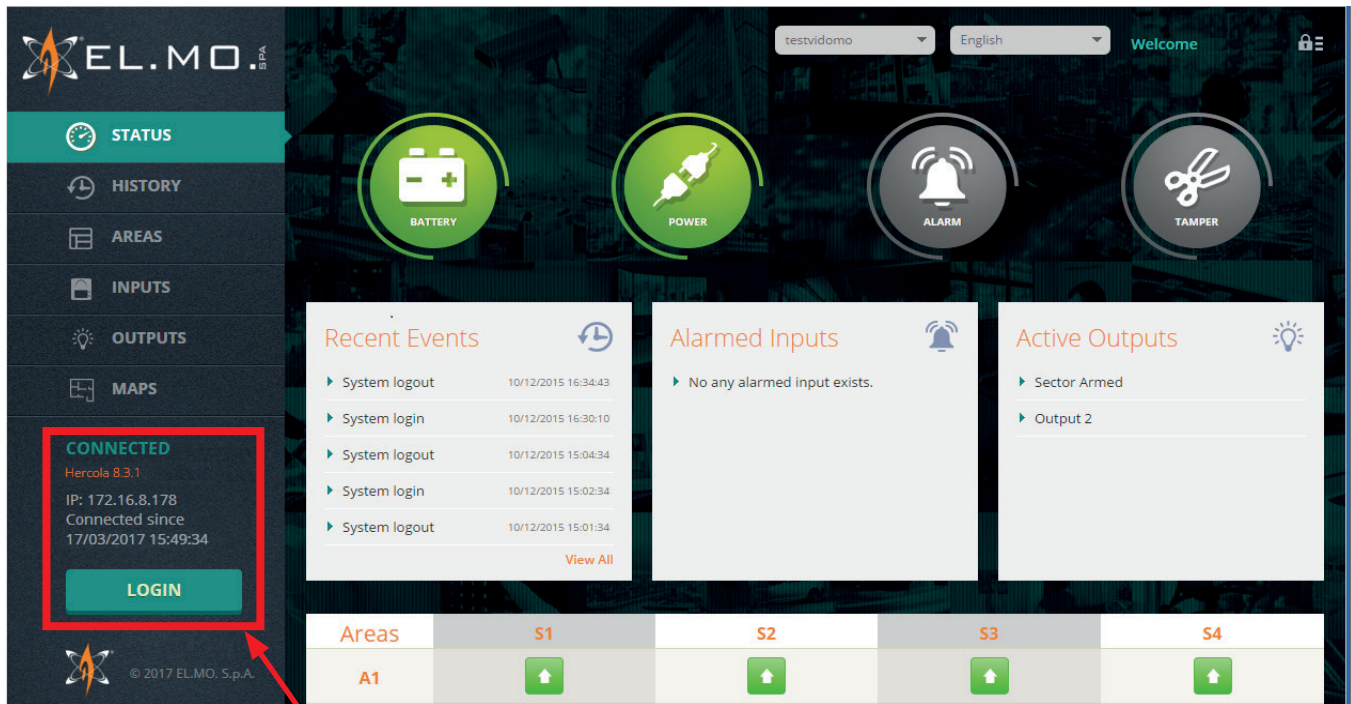 EL.MO. SPA
testvidomo
English
Welcome
STATUS
HISTORY
AREAS
INPUTS
OUTPUTS
MAPS
CONNECTED
Hercola 8.3.1
IP: 172.16.8.178
Connected since
17/03/2017 15:49:34
LOGIN
© 2017 EL.MO. S.p.A.
BATTERY
POWER
ALARM
TAMPER
Recent Events
System logout 10/12/2015 16:34:43
System login 10/12/2015 16:30:10
System logout 10/12/2015 15:04:34
System login 10/12/2015 15:02:34
System logout 10/12/2015 15:01:34
View All
Alarmed Inputs
No any alarmed input exists.
Active Outputs
Sector Armed
Output 2
Areas S1 S2 S3 S4
A1